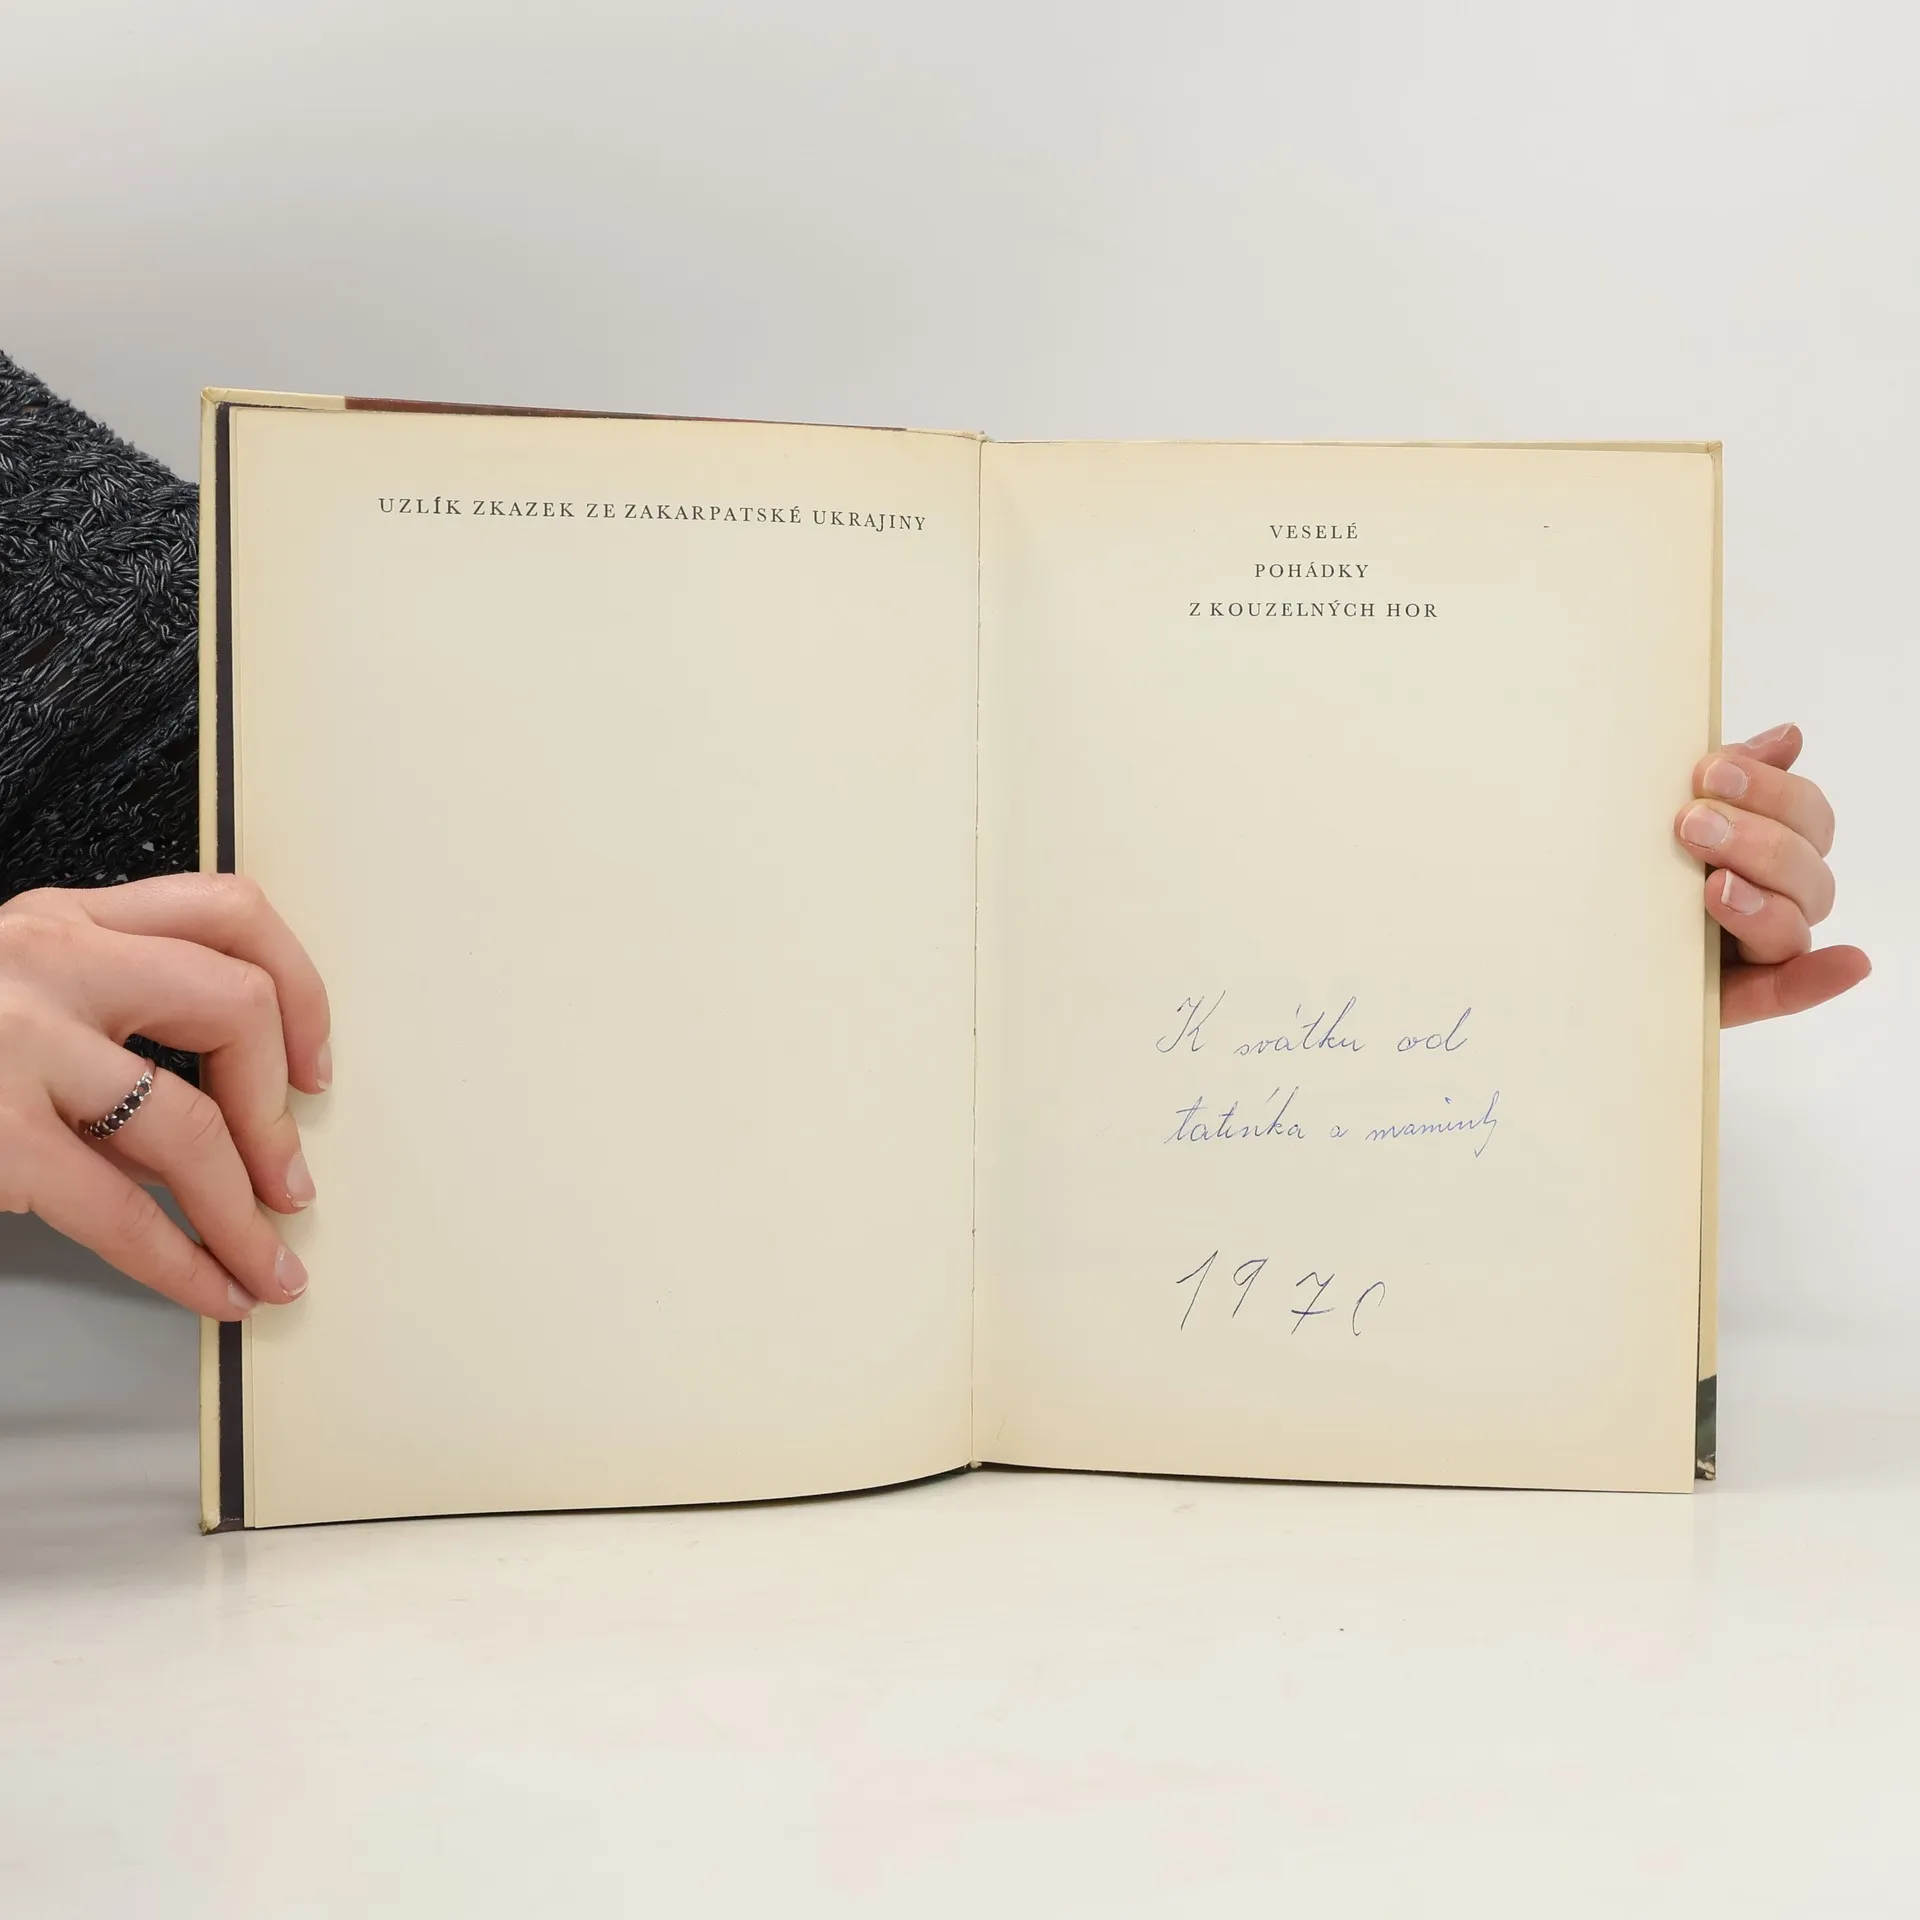 UZLÍK ZKAZEK ZE ZAKARPATSKÉ UKRAJINY
VESELÉ
POHÁDKY
Z KOUZELNÝCH HOR
K svátku od
tatínka a maminky
1970